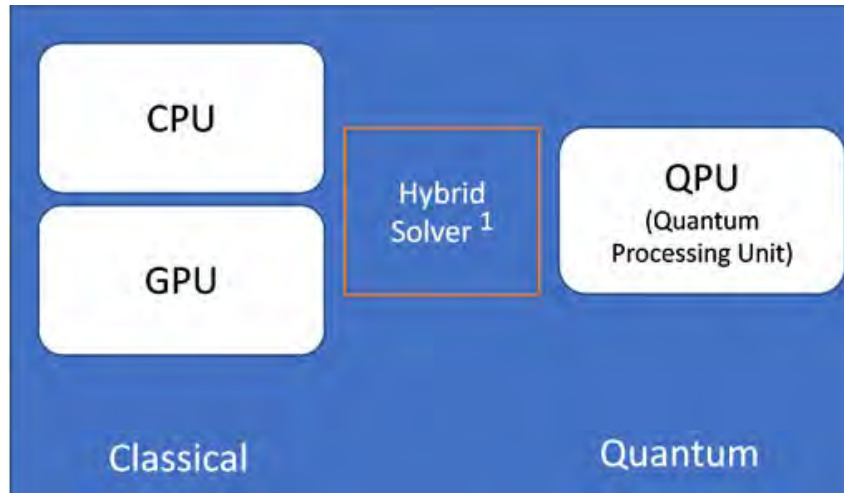 CPU
GPU
Hybrid
Solver 1
QPU
(Quantum
Processing Unit)
Classical
Quantum